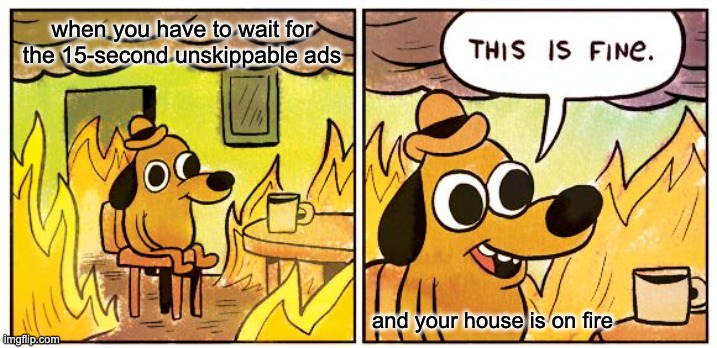 when you have to wait for
the 15-second unskippable ads
THIS IS FINE.
and your house is on fire
imgflip.com